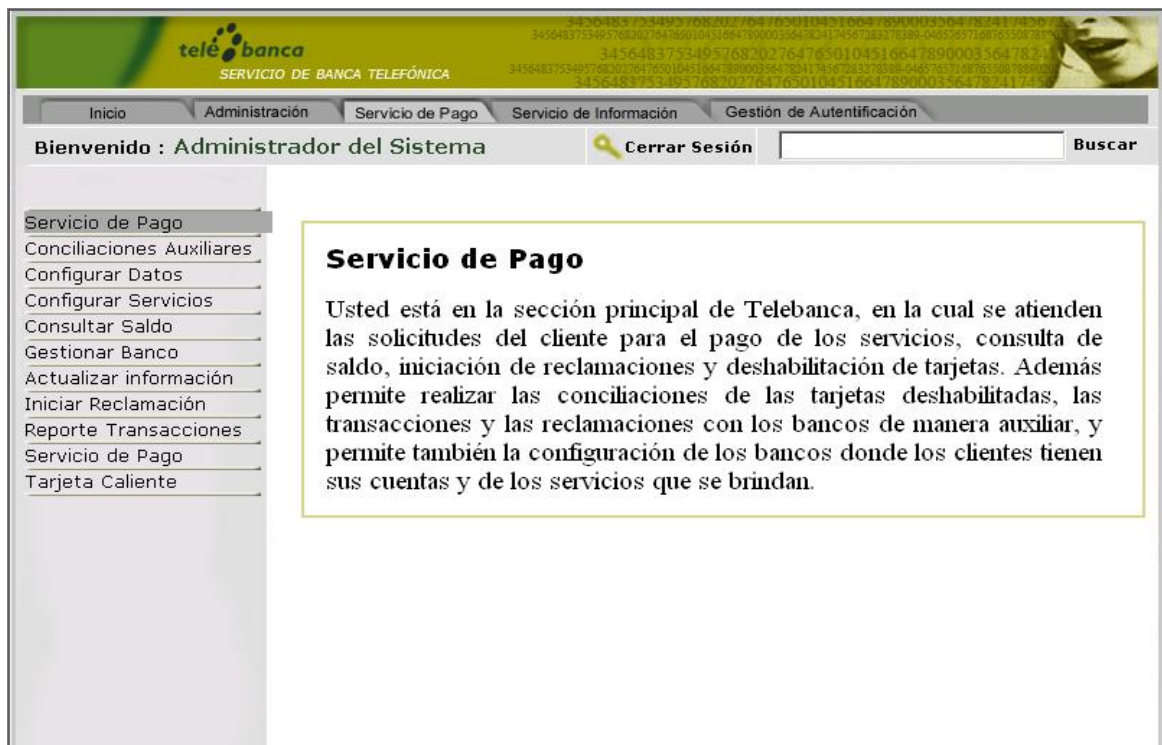 telébanca
SERVICIO DE BANCA TELEFÓNICA
Inicio Administración Servicio de Pago Servicio de Información Gestión de Autentificación
Bienvenido : Administrador del Sistema Cerrar Sesión Buscar
Servicio de Pago
Conciliaciones Auxiliares
Configurar Datos
Configurar Servicios
Consultar Saldo
Gestionar Banco
Actualizar información
Iniciar Reclamación
Reporte Transacciones
Servicio de Pago
Tarjeta Caliente
Servicio de Pago
Usted está en la sección principal de Telebanca, en la cual se atienden
las solicitudes del cliente para el pago de los servicios, consulta de
saldo, iniciación de reclamaciones y deshabilitación de tarjetas. Además
permite realizar las conciliaciones de las tarjetas deshabilitadas, las
transacciones y las reclamaciones con los bancos de manera auxiliar, y
permite también la configuración de los bancos donde los clientes tienen
sus cuentas y de los servicios que se brindan.